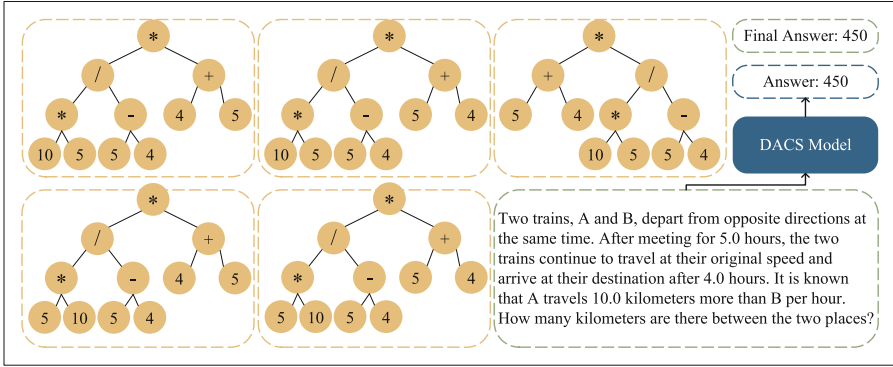 *
/ +
* - 4 5
10 5 5 4
*
/ +
* - 5 4
10 5 5 4
*
+ /
5 4 * -
10 5 5 4
Final Answer: 450
Answer: 450
DACS Model
*
/ +
* - 4 5
5 10 5 4
*
/ +
* - 5 4
5 10 5 4
Two trains, A and B, depart from opposite directions at
the same time. After meeting for 5.0 hours, the two
trains continue to travel at their original speed and
arrive at their destination after 4.0 hours. It is known
that A travels 10.0 kilometers more than B per hour.
How many kilometers are there between the two places?